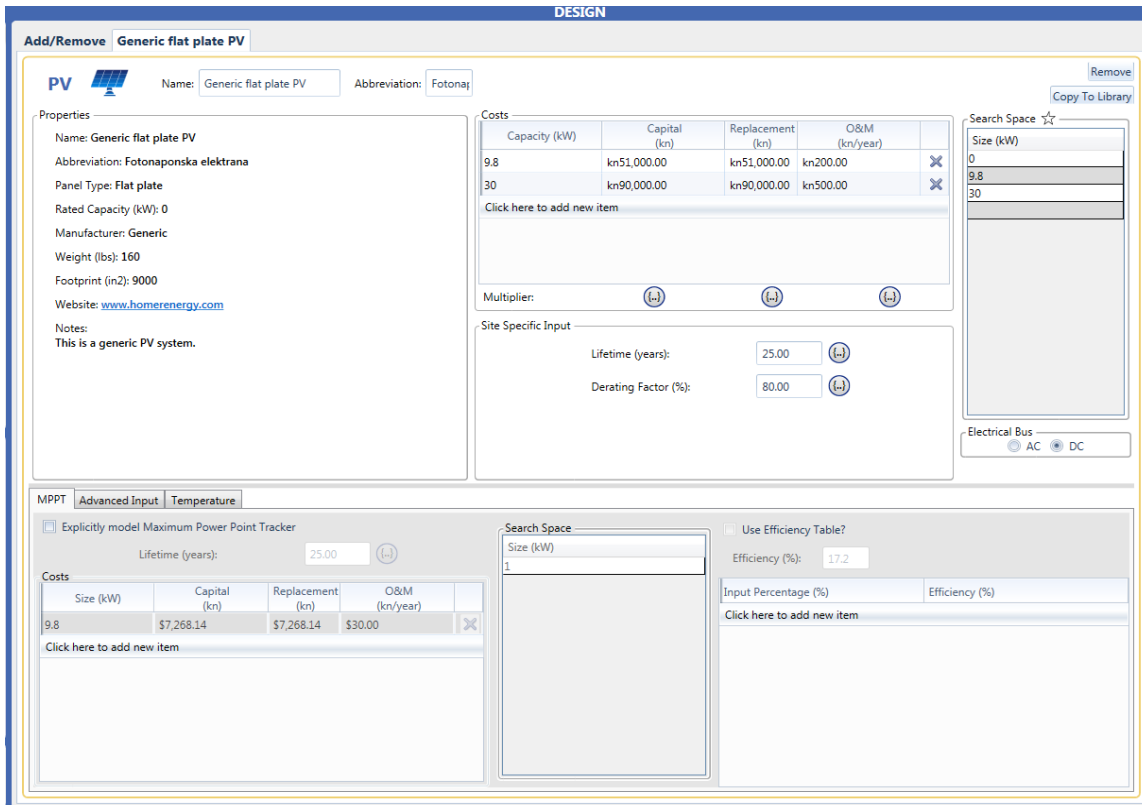 DESIGN
Add/Remove Generic flat plate PV
PV Name: Generic flat plate PV Abbreviation: Fotonap
Remove
Copy To Library
Properties
Name: Generic flat plate PV
Abbreviation: Fotonaponska elektrana
Panel Type: Flat plate
Rated Capacity (kW): 0
Manufacturer: Generic
Weight (lbs): 160
Footprint (in2): 9000
Website: www.homerenergy.com
Notes:
This is a generic PV system.
Costs
Capacity (kW) Capital (kn) Replacement (kn) O&M (kn/year)
9.8 kn51,000.00 kn51,000.00 kn200.00
30 kn90,000.00 kn90,000.00 kn500.00
Click here to add new item
Multiplier: {..} {..} {..}
Site Specific Input
Lifetime (years): 25.00 {..}
Derating Factor (%): 80.00 {..}
Search Space
Size (kW)
0
9.8
30
Electrical Bus
AC DC
MPPT Advanced Input Temperature
Explicitly model Maximum Power Point Tracker
Lifetime (years): 25.00 {..}
Costs
Size (kW) Capital (kn) Replacement (kn) O&M (kn/year)
9.8 $7,268.14 $7,268.14 $30.00
Click here to add new item
Search Space
Size (kW)
1
Use Efficiency Table?
Efficiency (%): 17.2
Input Percentage (%) Efficiency (%)
Click here to add new item